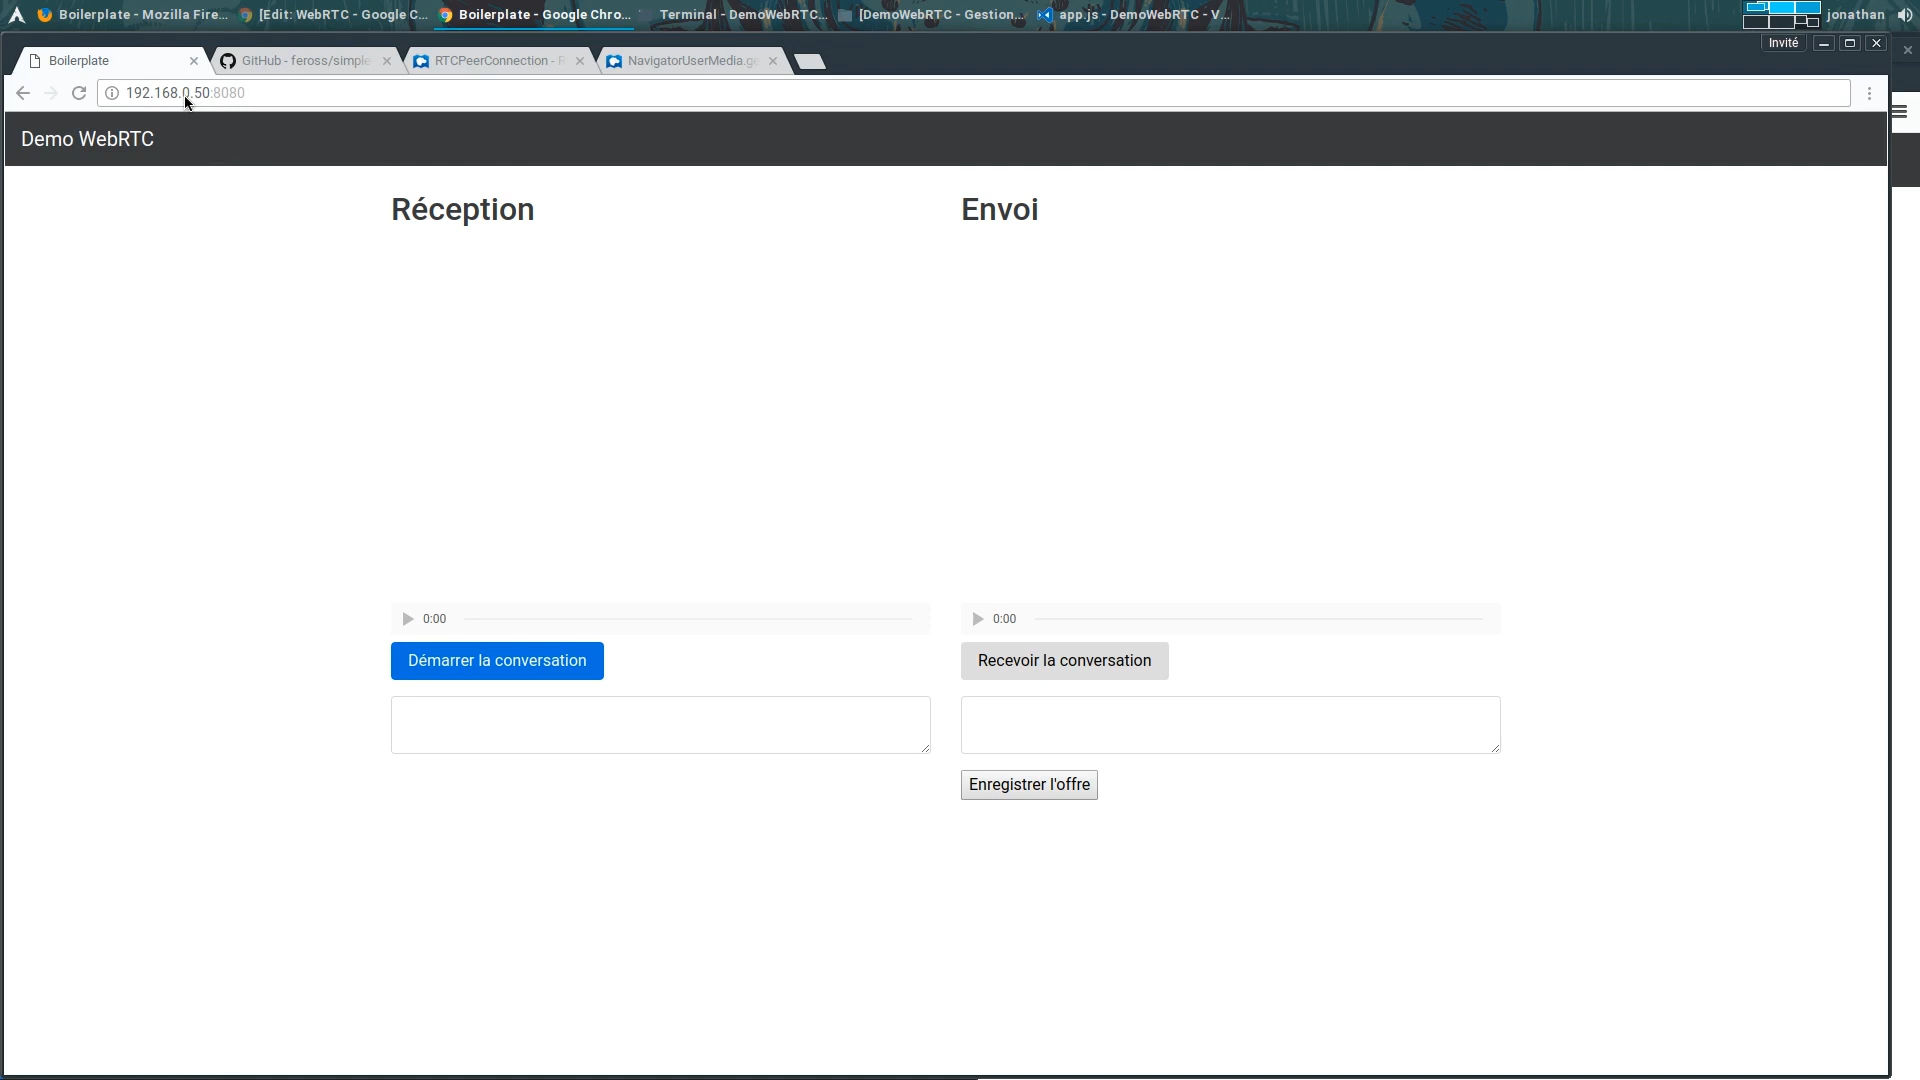 Boilerplate - Mozilla Fire...
[Edit: WebRTC - Google C...
Boilerplate - Google Chro...
Terminal - DemoWebRTC...
[DemoWebRTC - Gestion...
app.js - DemoWebRTC - V...
jonathan
Invité
Boilerplate
GitHub - feross/simple
RTCPeerConnection -
NavigatorUserMedia.ge
192.168.0.50:8080
Demo WebRTC
Réception
Envoi
0:00
0:00
Démarrer la conversation
Recevoir la conversation
Enregistrer l'offre